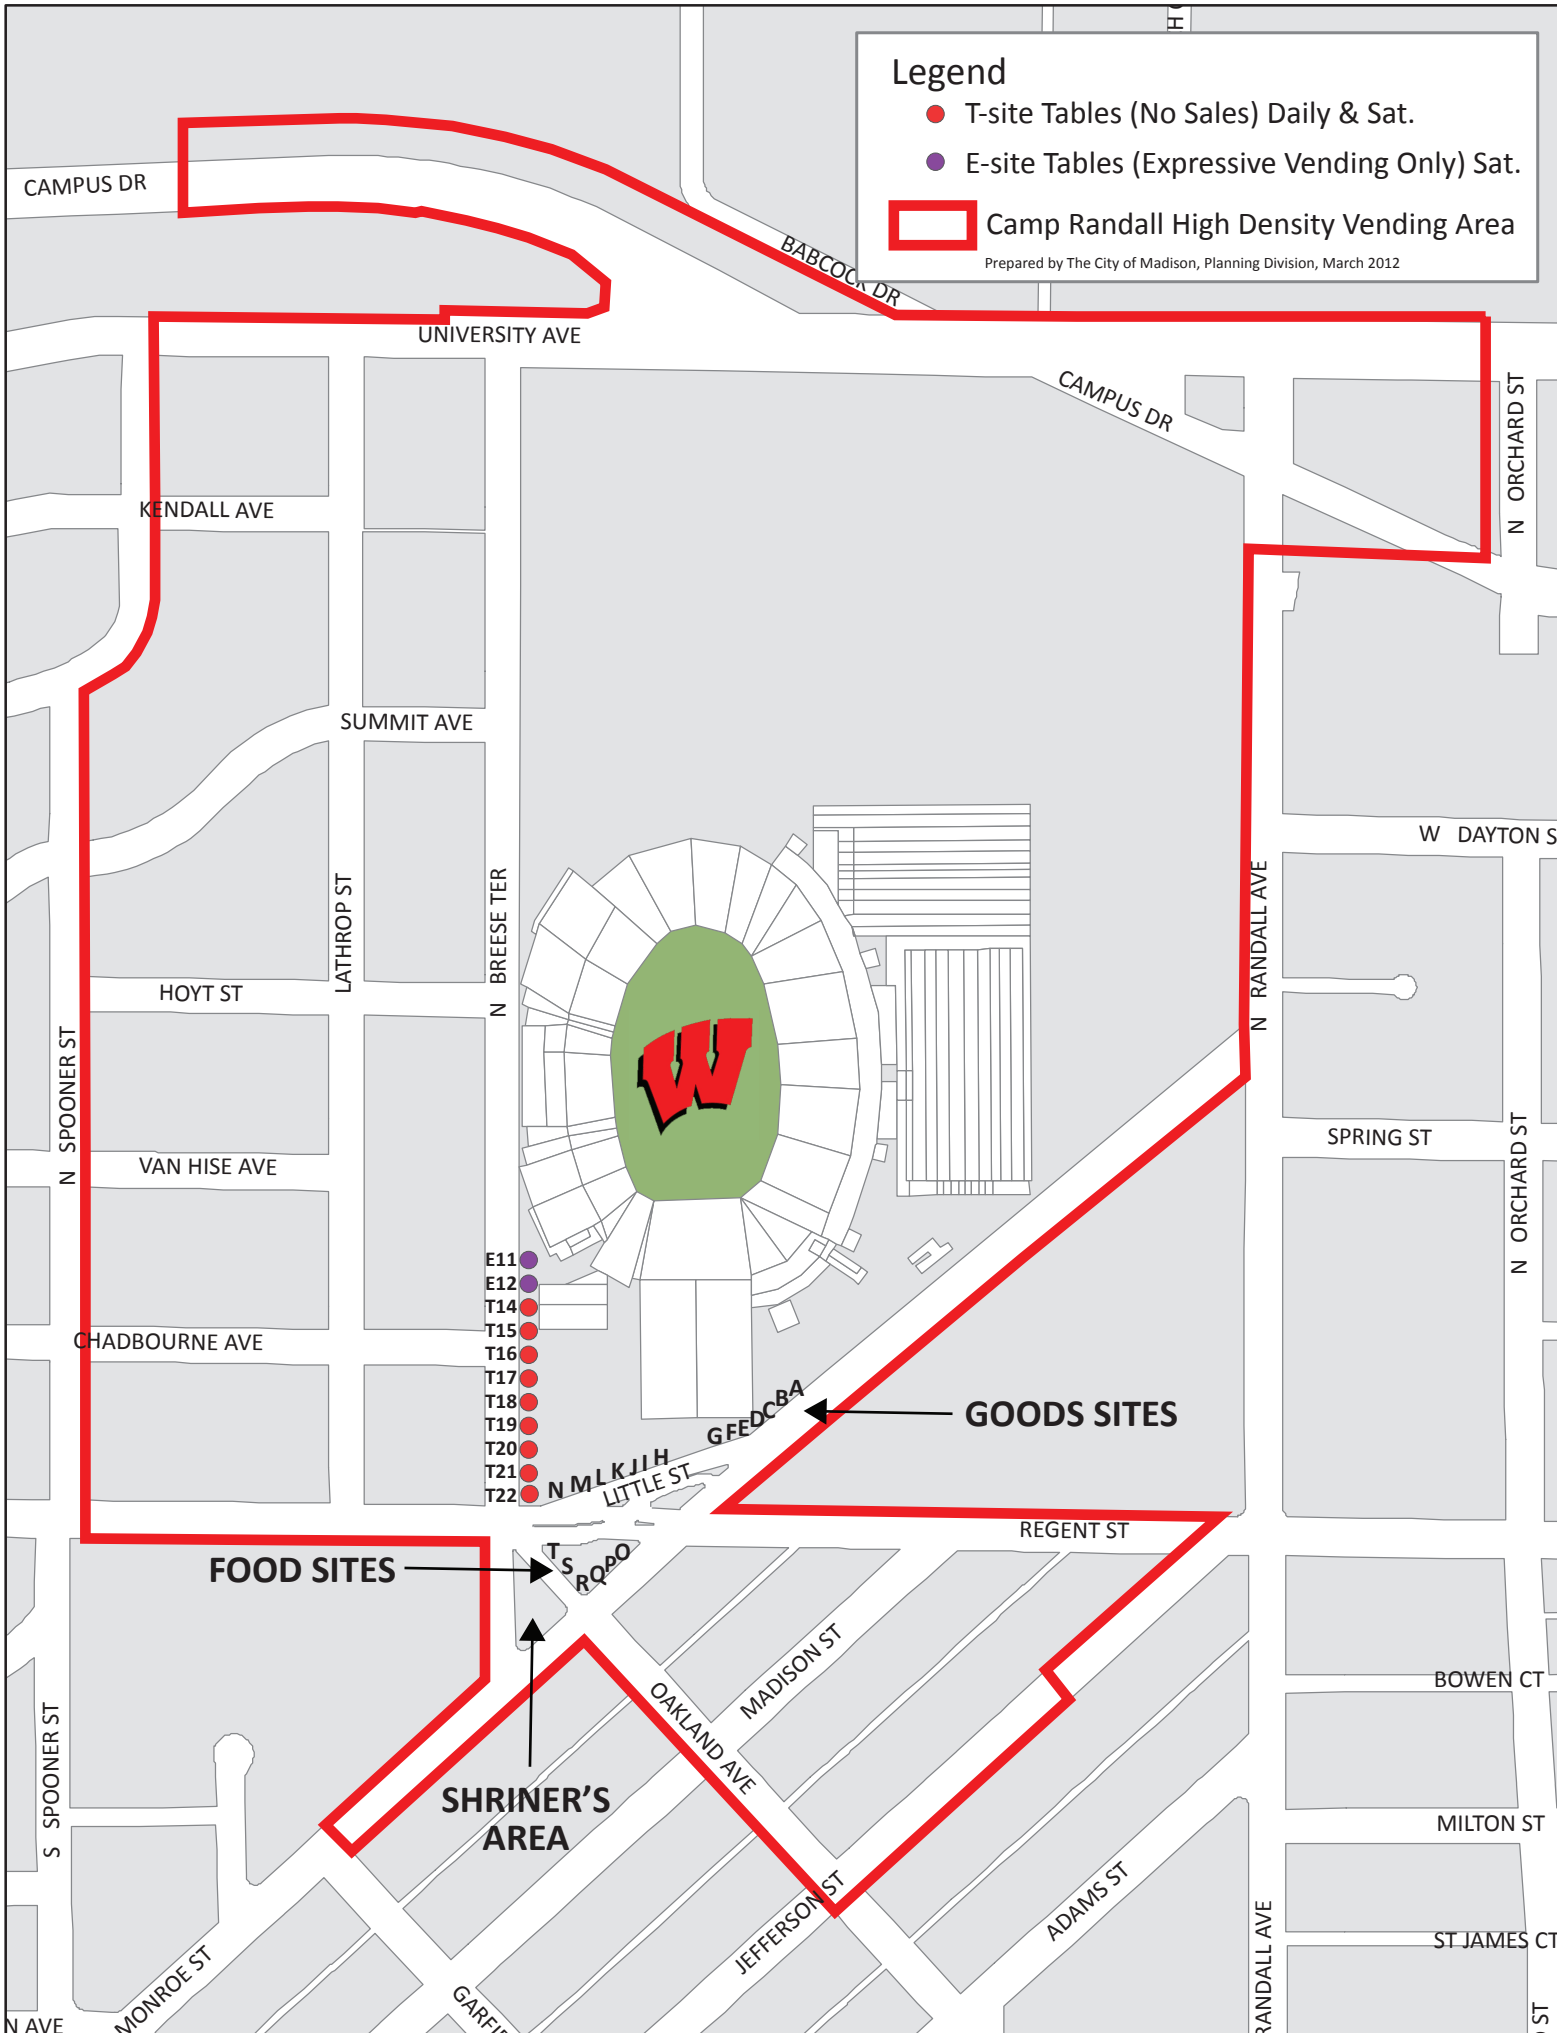 H
Legend
T-site Tables (No Sales) Daily & Sat.
E-site Tables (Expressive Vending Only) Sat.
Camp Randall High Density Vending Area
Prepared by The City of Madison, Planning Division, March 2012
CAMPUS DR
BABCOCK DR
UNIVERSITY AVE
CAMPUS DR
N ORCHARD ST
KENDALL AVE
SUMMIT AVE
W DAYTON S
LATHROP ST
N BREESE TER
N RANDALL AVE
HOYT ST
W
N SPOONER ST
SPRING ST
N ORCHARD ST
VAN HISE AVE
E11
E12
T14
CHADBOURNE AVE
T15
T16
T17
T18
T19
T20
T21
T22
A
B
C
D
E
F
G
GOODS SITES
H
I
J
K
L
M
N
LITTLE ST
REGENT ST
FOOD SITES
T
S
R
Q
P
O
MADISON ST
OAKLAND AVE
BOWEN CT
S SPOONER ST
SHRINER'S
AREA
MILTON ST
JEFFERSON ST
ADAMS ST
RANDALL AVE
ST JAMES CT
MONROE ST
GARFI
N AVE
ST